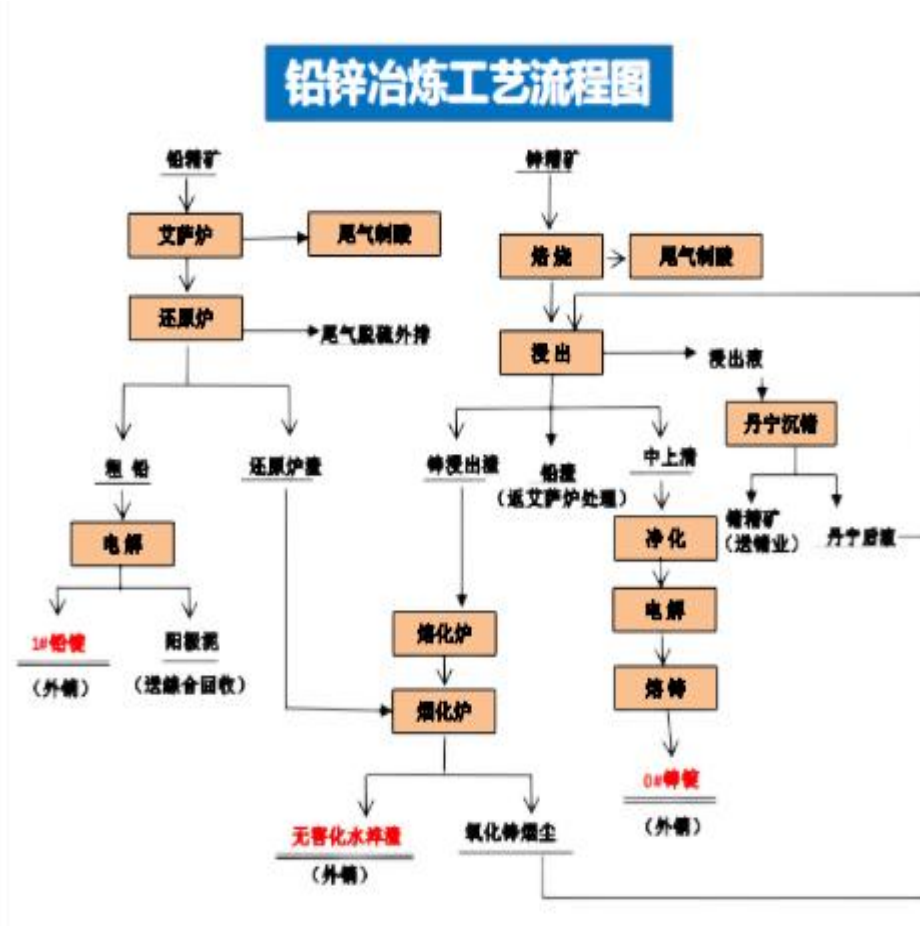 铅锌冶炼工艺流程图
铅精矿
锌精矿
艾萨炉
尾气制酸
焙烧
尾气制酸
还原炉
尾气脱硫外排
浸出
浸出液
丹宁沉锗
粗 铅
还原炉渣
锌浸出渣
铅渣
(返艾萨炉处理)
中上清
锗精矿
(送锗业)
丹宁后液
电解
净化
1#铅锭
(外销)
阳极泥
(送综合回收)
熔化炉
电解
烟化炉
熔铸
0#锌锭
(外销)
无害化水淬渣
(外销)
氧化锌烟尘